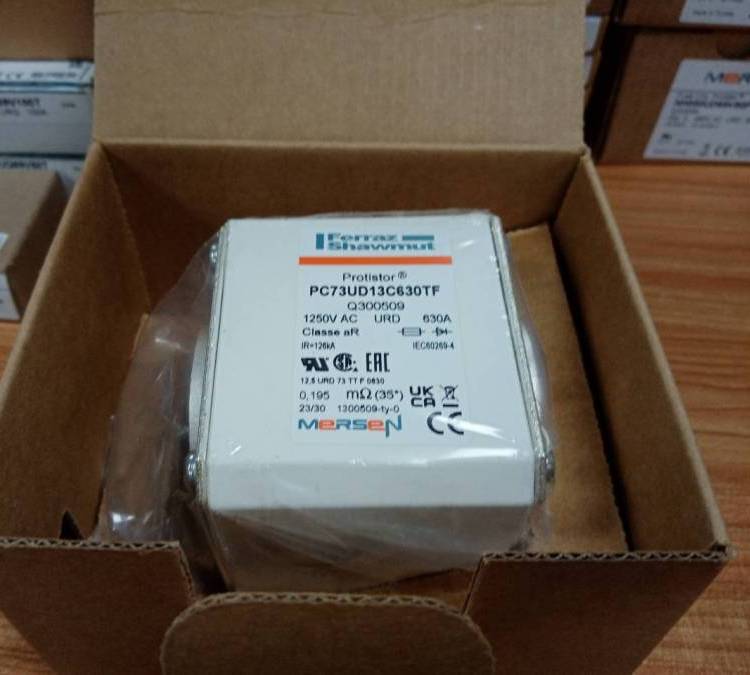 Ferraz
Shawmut
Protistor®
PC73UD13C630TF
Q300509
1250V AC URD 630A
Classe aR
IR=126kA IEC60269-4
EAC
12,5 URD 73 TT F 0630
0,195 mΩ (35*)
UK
CA
23/30 1300509-ty-0
MERSEN
CE